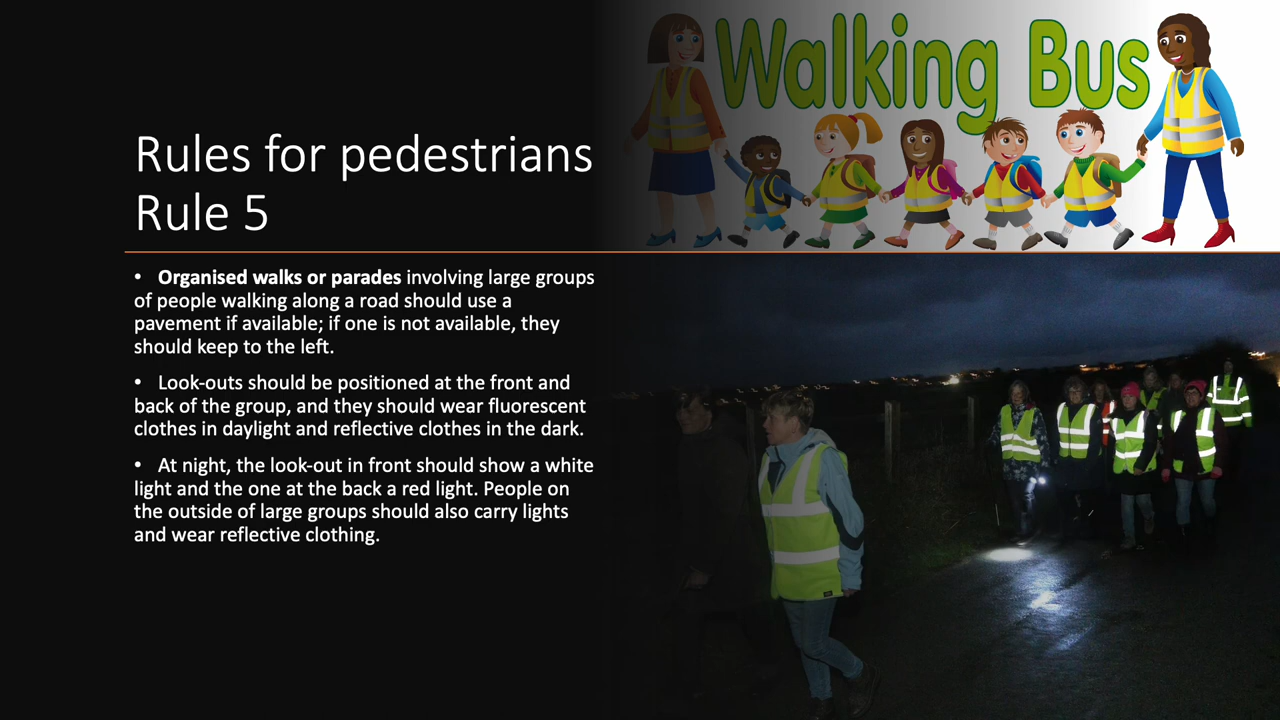 Walking Bus
Rules for pedestrians
Rule 5
• Organised walks or parades involving large groups
of people walking along a road should use a
pavement if available; if one is not available, they
should keep to the left.
• Look-outs should be positioned at the front and
back of the group, and they should wear fluorescent
clothes in daylight and reflective clothes in the dark.
• At night, the look-out in front should show a white
light and the one at the back a red light. People on
the outside of large groups should also carry lights
and wear reflective clothing.